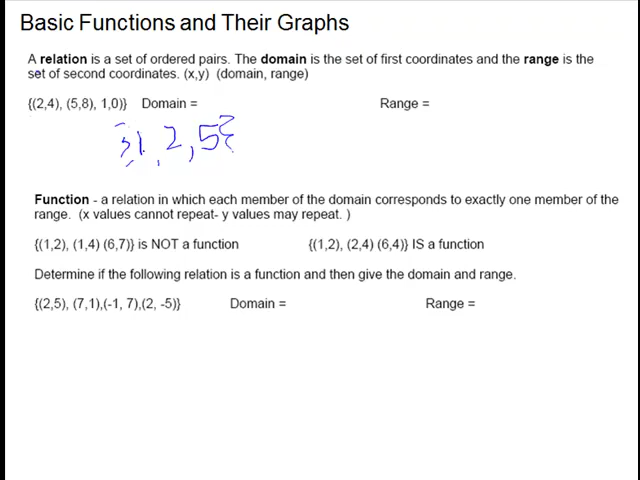 Basic Functions and Their Graphs
A relation is a set of ordered pairs. The domain is the set of first coordinates and the range is the
set of second coordinates. (x,y) (domain, range)
{(2,4), (5,8), 1,0)} Domain = Range =
{1, 2, 5}
Function - a relation in which each member of the domain corresponds to exactly one member of the
range. (x values cannot repeat- y values may repeat. )
{(1,2), (1,4) (6,7)} is NOT a function {(1,2), (2,4) (6,4)} IS a function
Determine if the following relation is a function and then give the domain and range.
{(2,5), (7,1),(-1, 7),(2, -5)} Domain = Range =